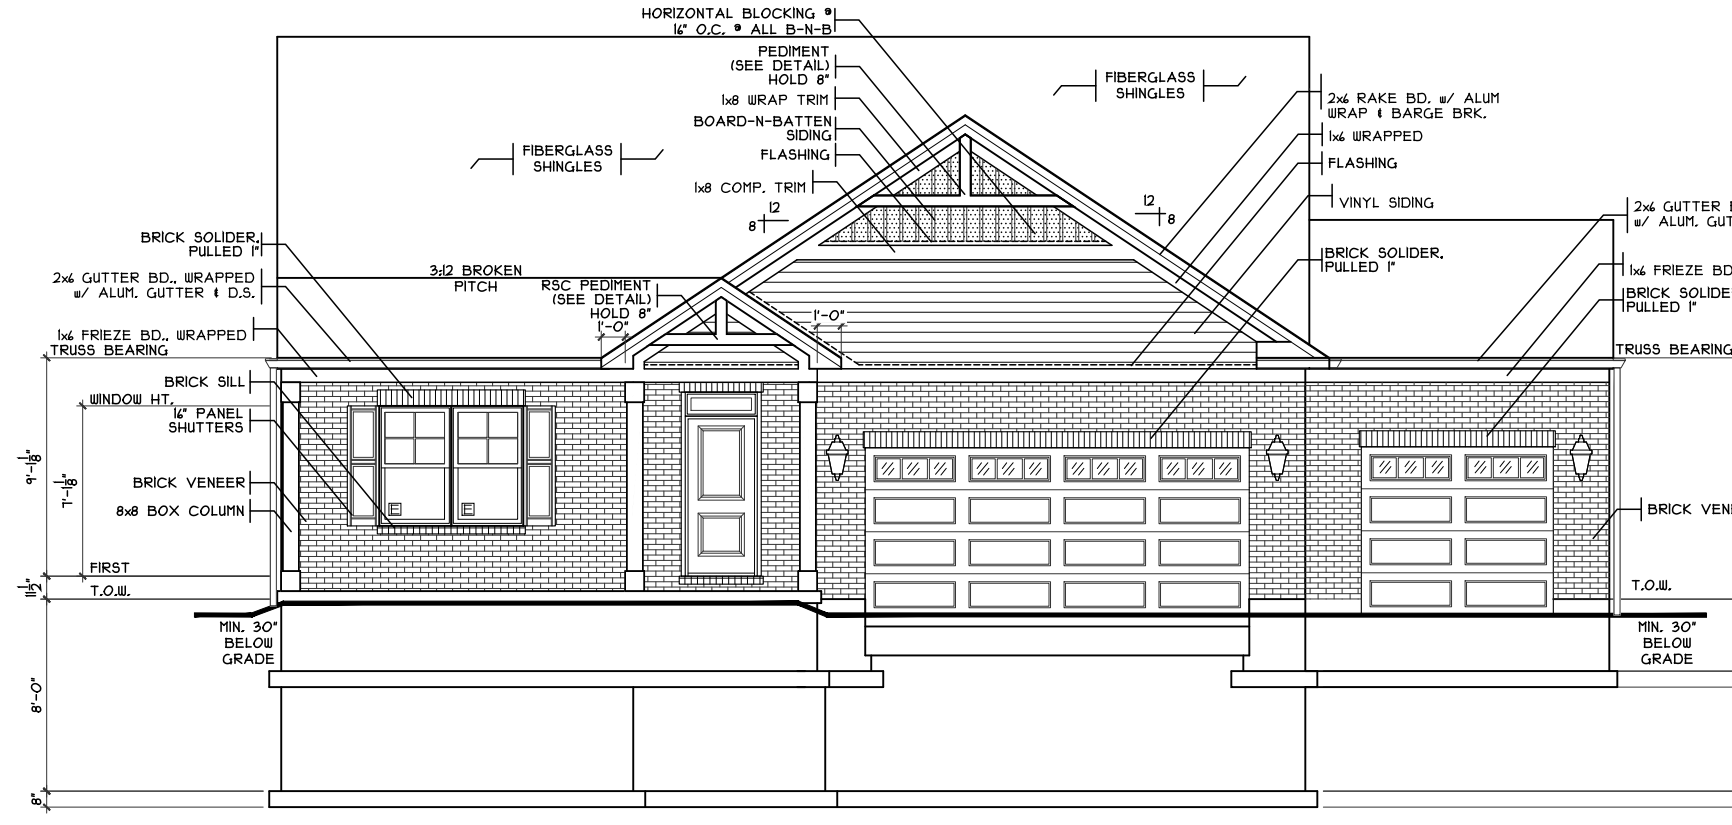 HORIZONTAL BLOCKING @
16" O.C. @ ALL B-N-B
PEDIMENT
(SEE DETAIL)
HOLD 8"
1x8 WRAP TRIM
BOARD-N-BATTEN
SIDING
FLASHING
1x8 COMP. TRIM
FIBERGLASS
SHINGLES
FIBERGLASS
SHINGLES
2x6 RAKE BD. w/ ALUM
WRAP & BARGE BRK.
1x6 WRAPPED
FLASHING
VINYL SIDING
12
8
12
8
2x6 GUTTER B
w/ ALUM. GUT
BRICK SOLIDER,
PULLED 1"
1x6 FRIEZE BD
BRICK SOLIDE
PULLED 1"
TRUSS BEARING
BRICK SOLIDER,
PULLED 1"
2x6 GUTTER BD., WRAPPED
w/ ALUM. GUTTER & D.S.
3:12 BROKEN
PITCH
RSC PEDIMENT
(SEE DETAIL)
HOLD 8"
1'-0"
1'-0"
1x6 FRIEZE BD., WRAPPED
TRUSS BEARING
BRICK SILL
WINDOW HT.
16" PANEL
SHUTTERS
9'-1 1/8"
7'-1 1/8"
BRICK VENEER
8x8 BOX COLUMN
E
E
BRICK VENE
FIRST
T.O.W.
11 1/2"
T.O.W.
MIN. 30"
BELOW
GRADE
MIN. 30"
BELOW
GRADE
8'-0"
8"